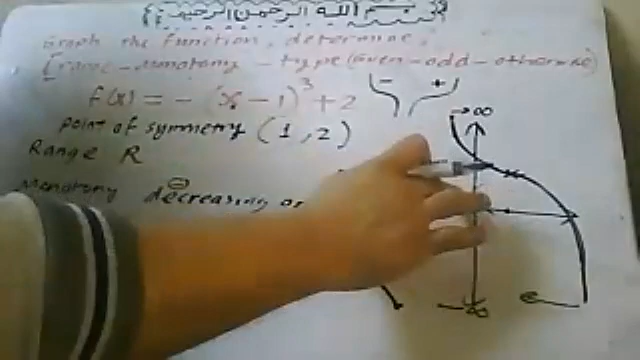 بسم الله الرحمن الرحيم
Graph the function, determine,
[range - monotony - type (even - odd - otherwise)
f(x) = - (x - 1)³ + 2
- +
point of symmetry (1, 2)
Range R
Monotony decreasing on
→ ∞
- ∞